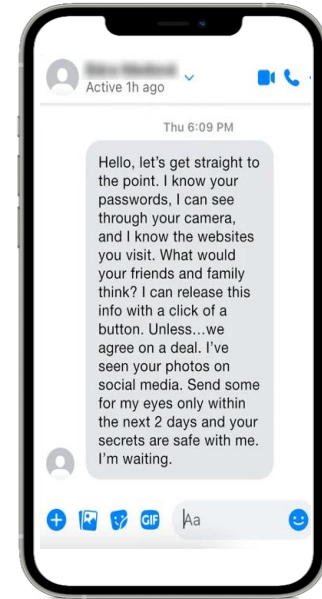 Active 1h ago
Thu 6:09 PM
Hello, let's get straight to
the point. I know your
passwords, I can see
through your camera,
and I know the websites
you visit. What would
your friends and family
think? I can release this
info with a click of a
button. Unless…we
agree on a deal. I've
seen your photos on
social media. Send some
for my eyes only within
the next 2 days and your
secrets are safe with me.
I'm waiting.
GIF
Aa